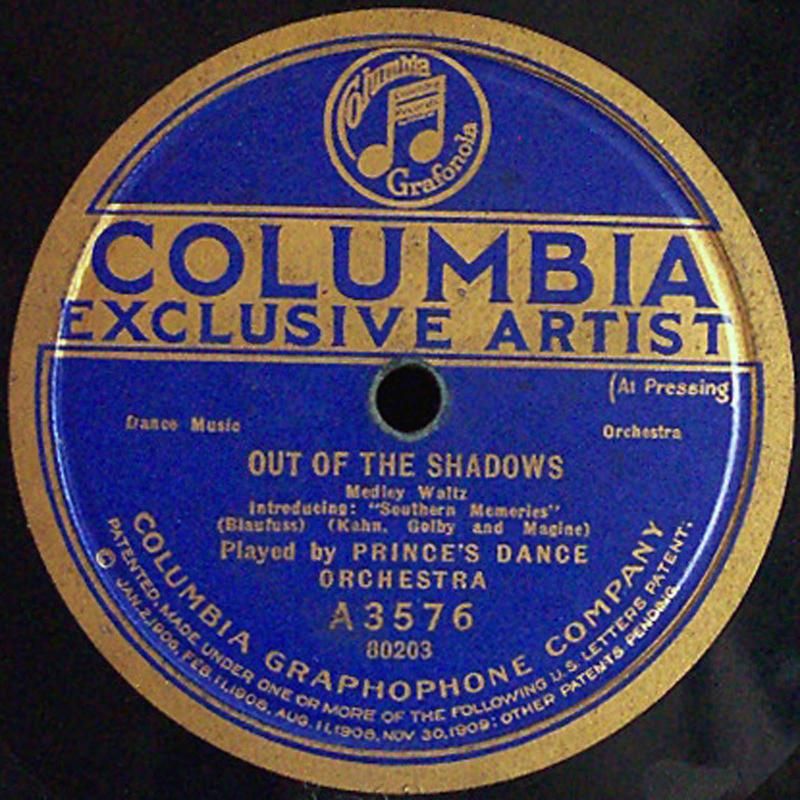 Columbia
Grafonola
COLUMBIA
EXCLUSIVE ARTIST
(At Pressing
Dance Music
Orchestra
OUT OF THE SHADOWS
Medley Waltz
Introducing: "Southern Memories"
(Blaufuss) (Kahn, Golby and Magine)
Played by PRINCE'S DANCE
ORCHESTRA
A3576
80203
COLUMBIA GRAPHOPHONE COMPANY
PATENTED, MADE UNDER ONE OR MORE OF THE FOLLOWING U.S. LETTERS PATENT:
© JAN.2,1906, FEB.11,1908, AUG.11,1908, NOV 30,1909: OTHER PATENTS PENDING.